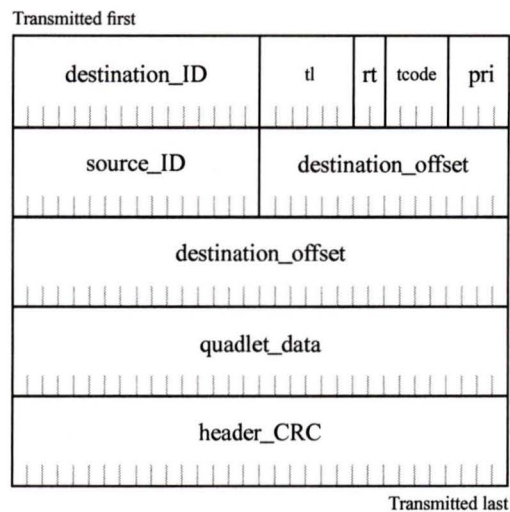 Transmitted first
destination_ID tl rt tcode pri
source_ID destination_offset
destination_offset
quadlet_data
header_CRC
Transmitted last